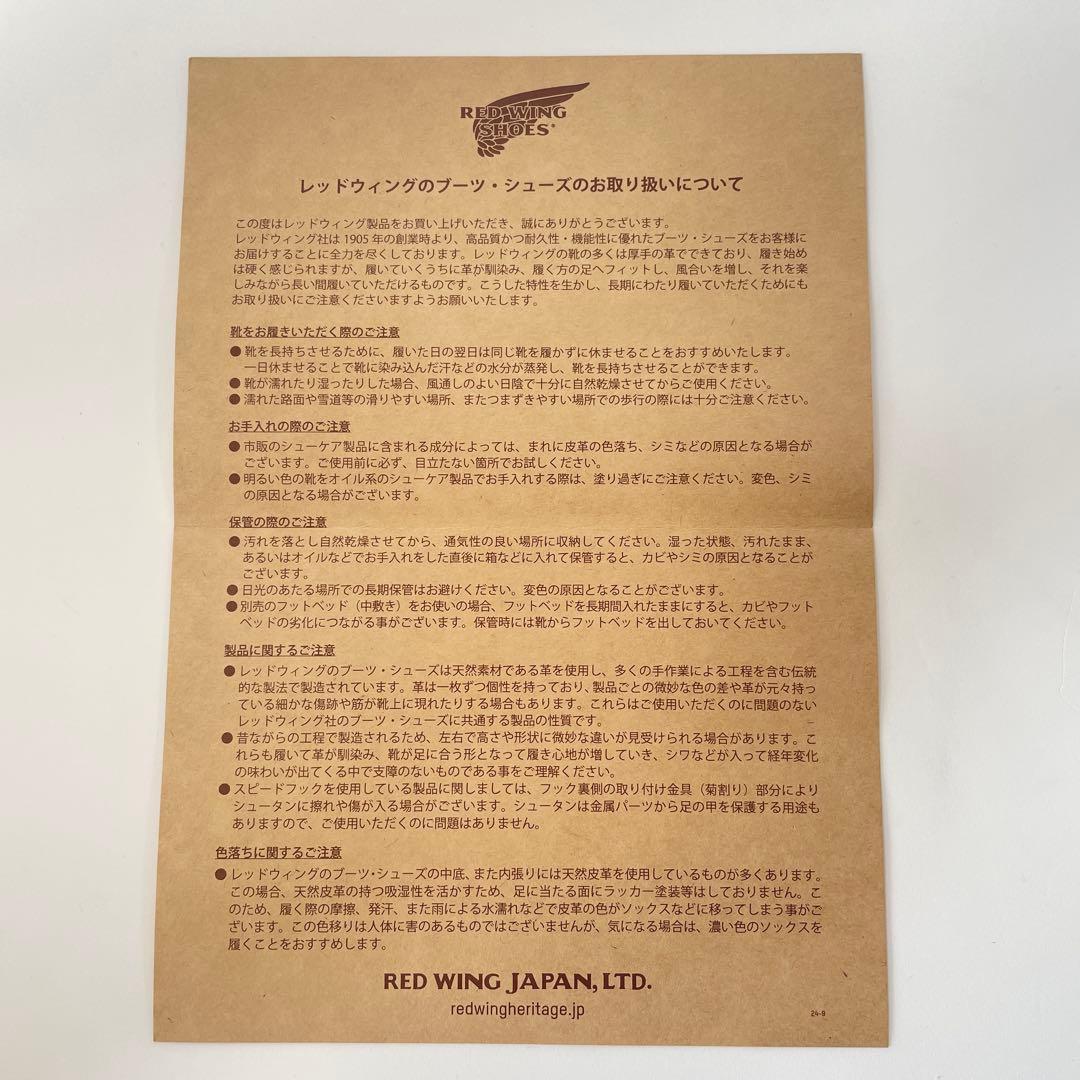 RED WING
SHOES®
レッドウィングのブーツ・シューズのお取り扱いについて
この度はレッドウィング製品をお買い上げいただき、誠にありがとうございます。
レッドウィング社は 1905 年の創業時より、高品質かつ耐久性・機能性に優れたブーツ・シューズをお客様に
お届けすることに全力を尽くしております。レッドウィングの靴の多くは厚手の革でできており、履き始め
は硬く感じられますが、履いていくうちに革が馴染み、履く方の足へフィットし、風合いを増し、それを楽
しみながら長い間履いていただけるものです。こうした特性を生かし、長期にわたり履いていただくためにも
お取り扱いにご注意くださいますようお願いいたします。
靴をお履きいただく際のご注意
●靴を長持ちさせるために、履いた日の翌日は同じ靴を履かずに休ませることをおすすめいたします。
一日休ませることで靴に染み込んだ汗などの水分が蒸発し、靴を長持ちさせることができます。
●靴が濡れたり湿ったりした場合、風通しのよい日陰で十分に自然乾燥させてからご使用ください。
●濡れた路面や雪道等の滑りやすい場所、またつまずきやすい場所での歩行の際には十分ご注意ください。
お手入れの際のご注意
●市販のシューケア製品に含まれる成分によっては、まれに皮革の色落ち、シミなどの原因となる場合が
ございます。ご使用前に必ず、目立たない箇所でお試しください。
●明るい色の靴をオイル系のシューケア製品でお手入れする際は、塗り過ぎにご注意ください。変色、シミ
の原因となる場合がございます。
保管の際のご注意
●汚れを落とし自然乾燥させてから、通気性の良い場所に収納してください。湿った状態、汚れたまま、
あるいはオイルなどでお手入れをした直後に箱などに入れて保管すると、カビやシミの原因となることが
ございます。
●日光のあたる場所での長期保管はお避けください。変色の原因となることがございます。
●別売のフットベッド（中敷き）をお使いの場合、フットベッドを長期間入れたままにすると、カビやフット
ベッドの劣化につながる事がございます。保管時には靴からフットベッドを出しておいてください。
製品に関するご注意
●レッドウィングのブーツ・シューズは天然素材である革を使用し、多くの手作業による工程を含む伝統
的な製法で製造されています。革は一枚ずつ個性を持っており、製品ごとの微妙な色の差や革が元々持っ
ている細かな傷跡や筋が靴上に現れたりする場合もあります。これらはご使用いただくのに問題のない
レッドウィング社のブーツ・シューズに共通する製品の性質です。
●昔ながらの工程で製造されるため、左右で高さや形状に微妙な違いが見受けられる場合があります。こ
れらも履いて革が馴染み、靴が足に合う形となって履き心地が増していき、シワなどが入って経年変化
の味わいが出てくる中で支障のないものである事をご理解ください。
●スピードフックを使用している製品に関しましては、フック裏側の取り付け金具（菊割り）部分により
シュータンに擦れや傷が入る場合がございます。シュータンは金属パーツから足の甲を保護する用途も
ありますので、ご使用いただくのに問題はありません。
色落ちに関するご注意
●レッドウィングのブーツ・シューズの中底、また内張りには天然皮革を使用しているものが多くあります。
この場合、天然皮革の持つ吸湿性を活かすため、足に当たる面にラッカー塗装等はしておりません。こ
のため、履く際の摩擦、発汗、また雨による水濡れなどで皮革の色がソックスなどに移ってしまう事がご
ざいます。この色移りは人体に害のあるものではございませんが、気になる場合は、濃い色のソックスを
履くことをおすすめします。
RED WING JAPAN, LTD.
redwingheritage.jp
24-9